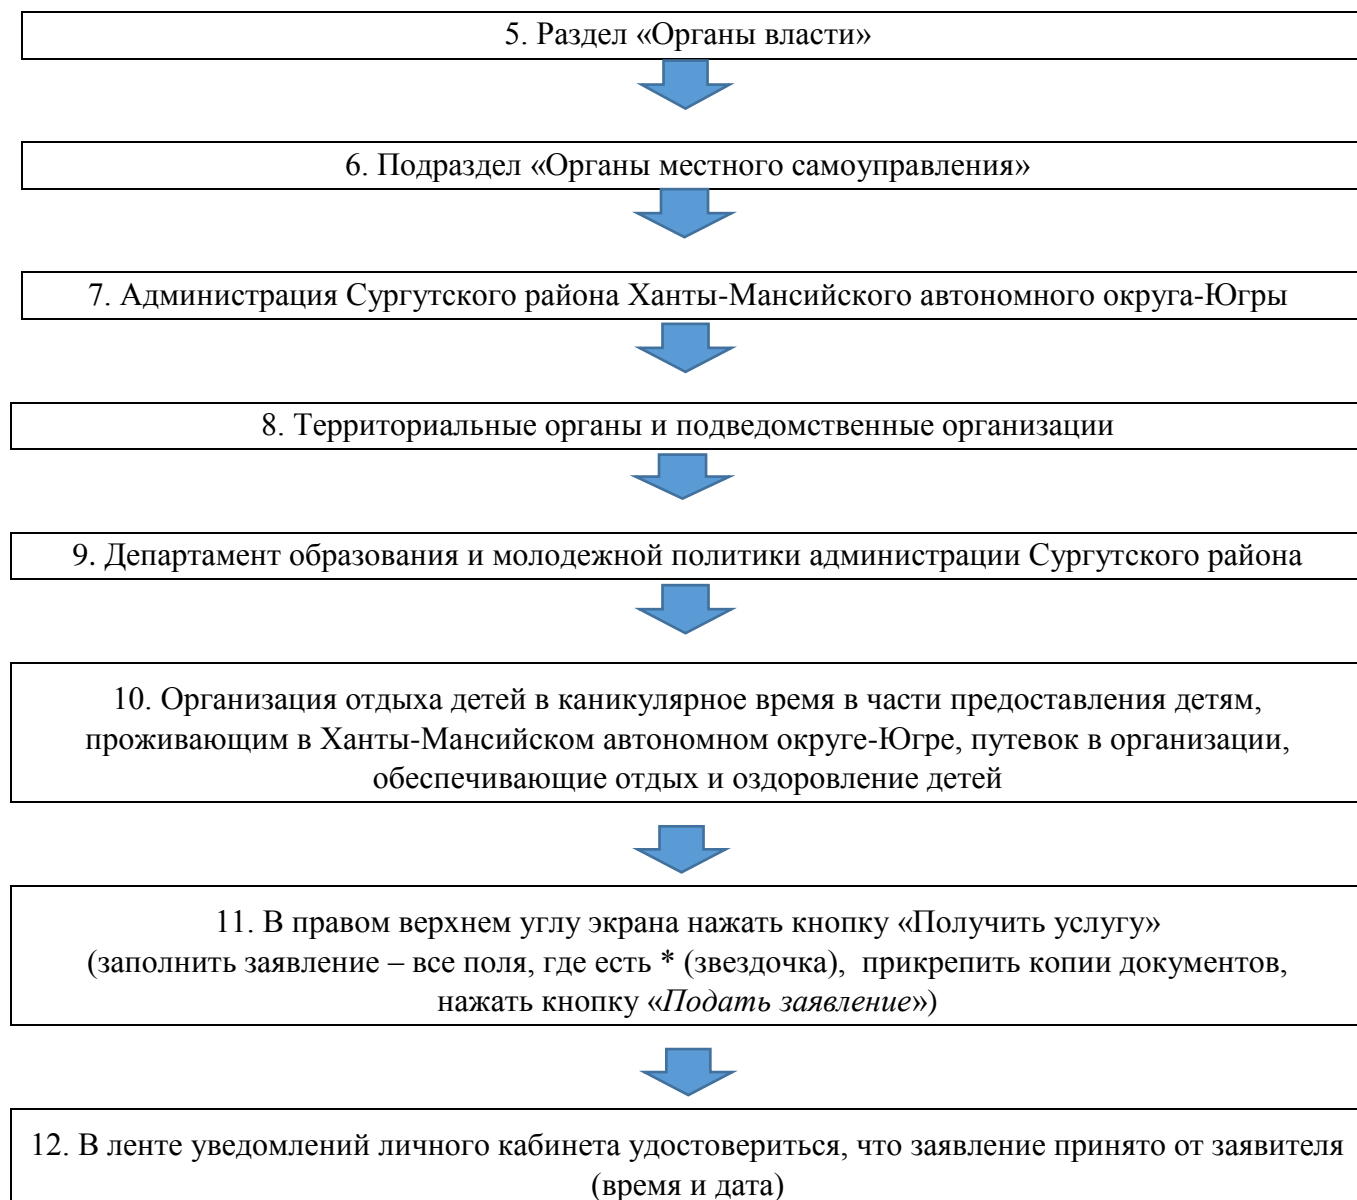 5. Раздел «Органы власти»
6. Подраздел «Органы местного самоуправления»
7. Администрация Сургутского района Ханты-Мансийского автономного округа-Югры
8. Территориальные органы и подведомственные организации
9. Департамент образования и молодежной политики администрации Сургутского района
10. Организация отдыха детей в каникулярное время в части предоставления детям,
проживающим в Ханты-Мансийском автономном округе-Югре, путевок в организации,
обеспечивающие отдых и оздоровление детей
11. В правом верхнем углу экрана нажать кнопку «Получить услугу»
(заполнить заявление – все поля, где есть * (звездочка), прикрепить копии документов,
нажать кнопку «Подать заявление»)
12. В ленте уведомлений личного кабинета удостовериться, что заявление принято от заявителя
(время и дата)